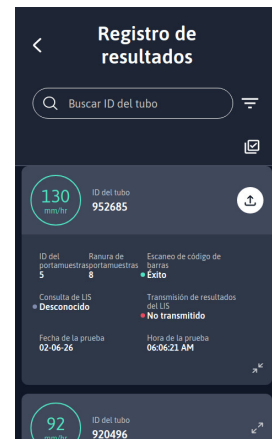 Registro de
resultados
Buscar ID del tubo
130
mm/hr
ID del tubo
952685
ID del
portamuestras
5
Ranura de
portamuestras
8
Escaneo de código de
barras
Éxito
Consulta de LIS
Desconocido
Transmisión de resultados
del LIS
No transmitido
Fecha de la prueba
02-06-26
Hora de la prueba
06:06:21 AM
92
mm/hr
ID del tubo
920496